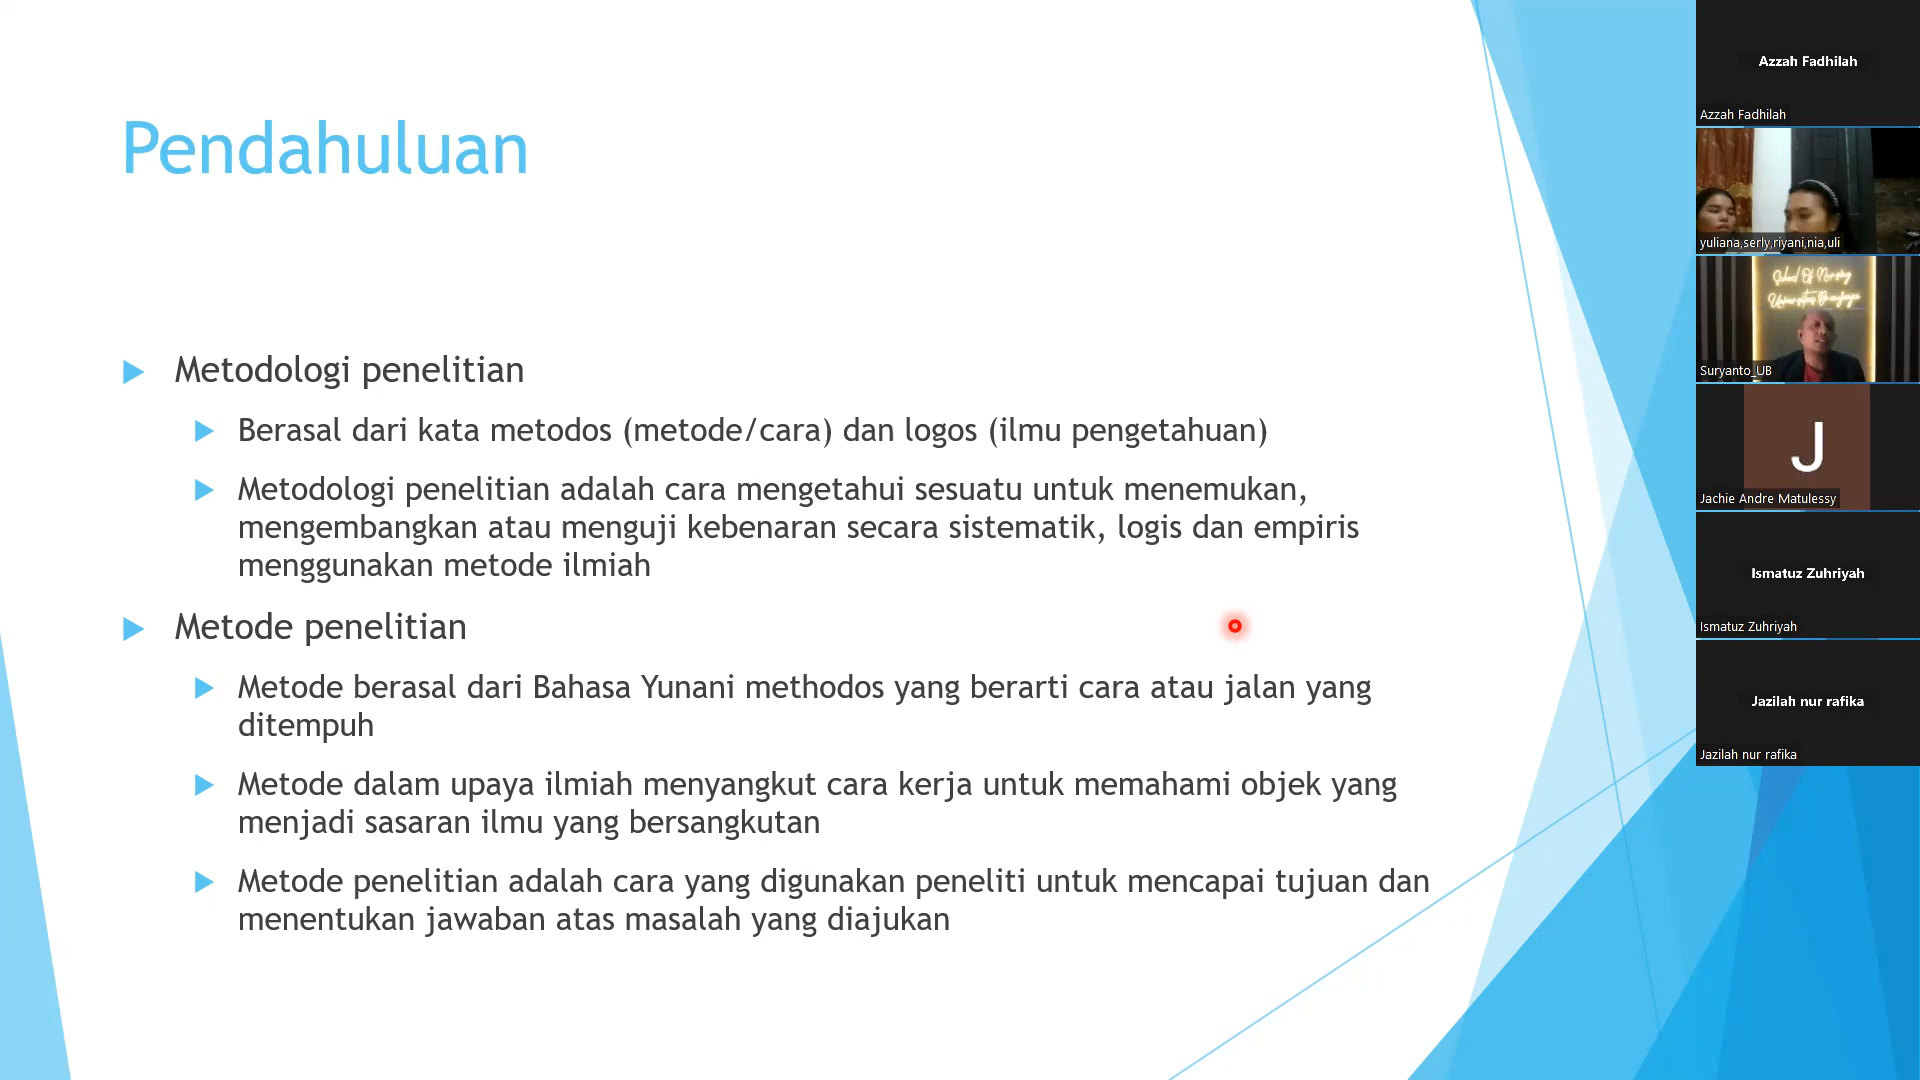 Pendahuluan
Metodologi penelitian
Berasal dari kata metodos (metode/cara) dan logos (ilmu pengetahuan)
Metodologi penelitian adalah cara mengetahui sesuatu untuk menemukan,
mengembangkan atau menguji kebenaran secara sistematik, logis dan empiris
menggunakan metode ilmiah
Metode penelitian
Metode berasal dari Bahasa Yunani methodos yang berarti cara atau jalan yang
ditempuh
Metode dalam upaya ilmiah menyangkut cara kerja untuk memahami objek yang
menjadi sasaran ilmu yang bersangkutan
Metode penelitian adalah cara yang digunakan peneliti untuk mencapai tujuan dan
menentukan jawaban atas masalah yang diajukan
Azzah Fadhilah
Azzah Fadhilah
yuliana,serly,riyani,nia,uli
School Of Nursing
Universitas Brawijaya
Suryanto_UB
J
Jachie Andre Matulessy
Ismatuz Zuhriyah
Ismatuz Zuhriyah
Jazilah nur rafika
Jazilah nur rafika